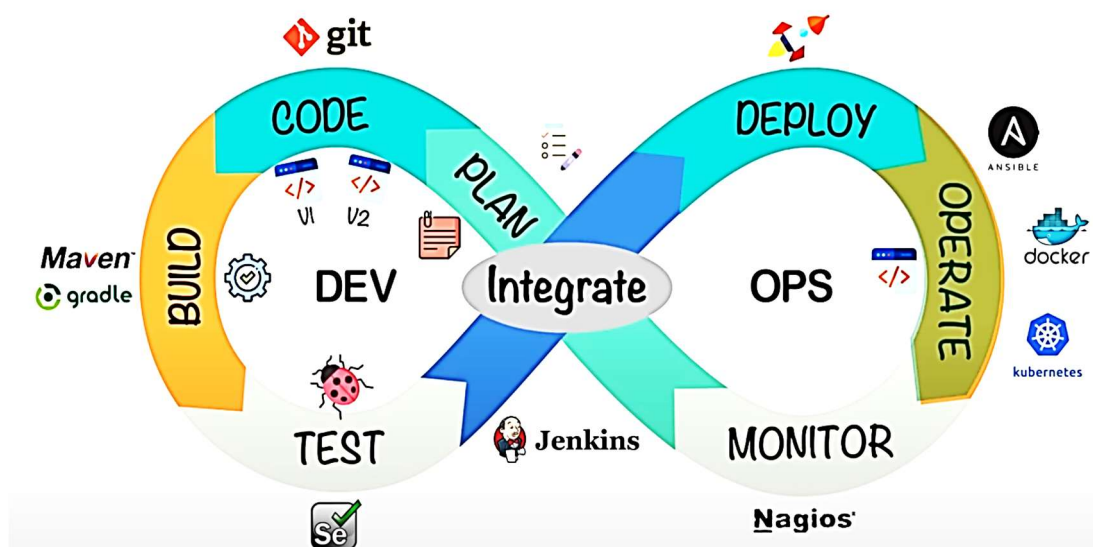 git
CODE
DEPLOY
PLAN
ANSIBLE
</>
</>
V1
V2
OPERATE
Maven
gradle
BUILD
DEV
Integrate
OPS
</>
docker
kubernetes
TEST
Jenkins
MONITOR
Se
Nagios®